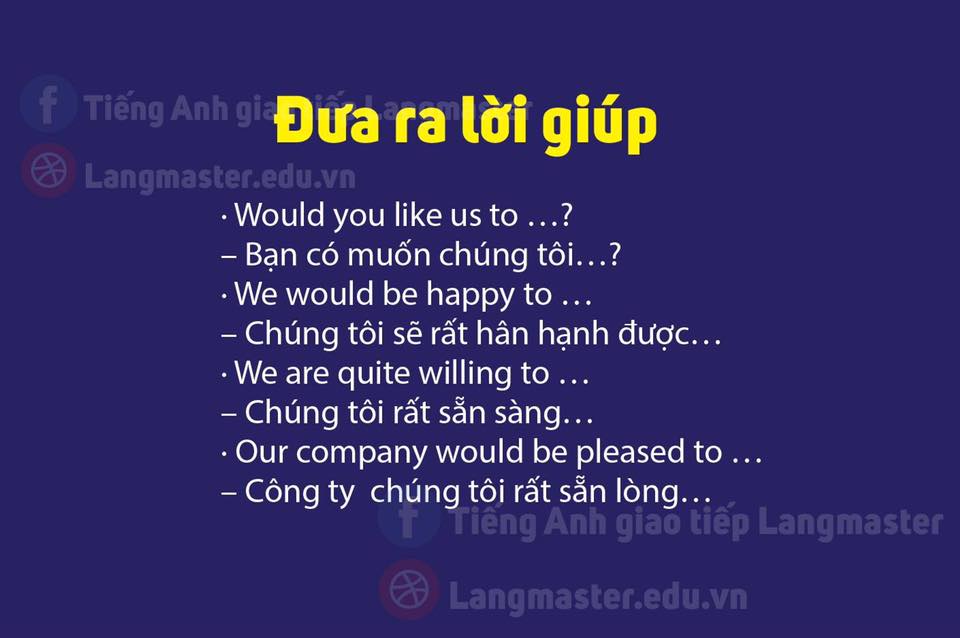 Đưa ra lời giúp
Tiếng Anh giao tiếp Langmaster
Langmaster.edu.vn
· Would you like us to …?
– Bạn có muốn chúng tôi…?
· We would be happy to …
– Chúng tôi sẽ rất hân hạnh được…
· We are quite willing to …
– Chúng tôi rất sẵn sàng…
· Our company would be pleased to …
– Công ty  chúng tôi rất sẵn lòng…
Tiếng Anh giao tiếp Langmaster
Langmaster.edu.vn